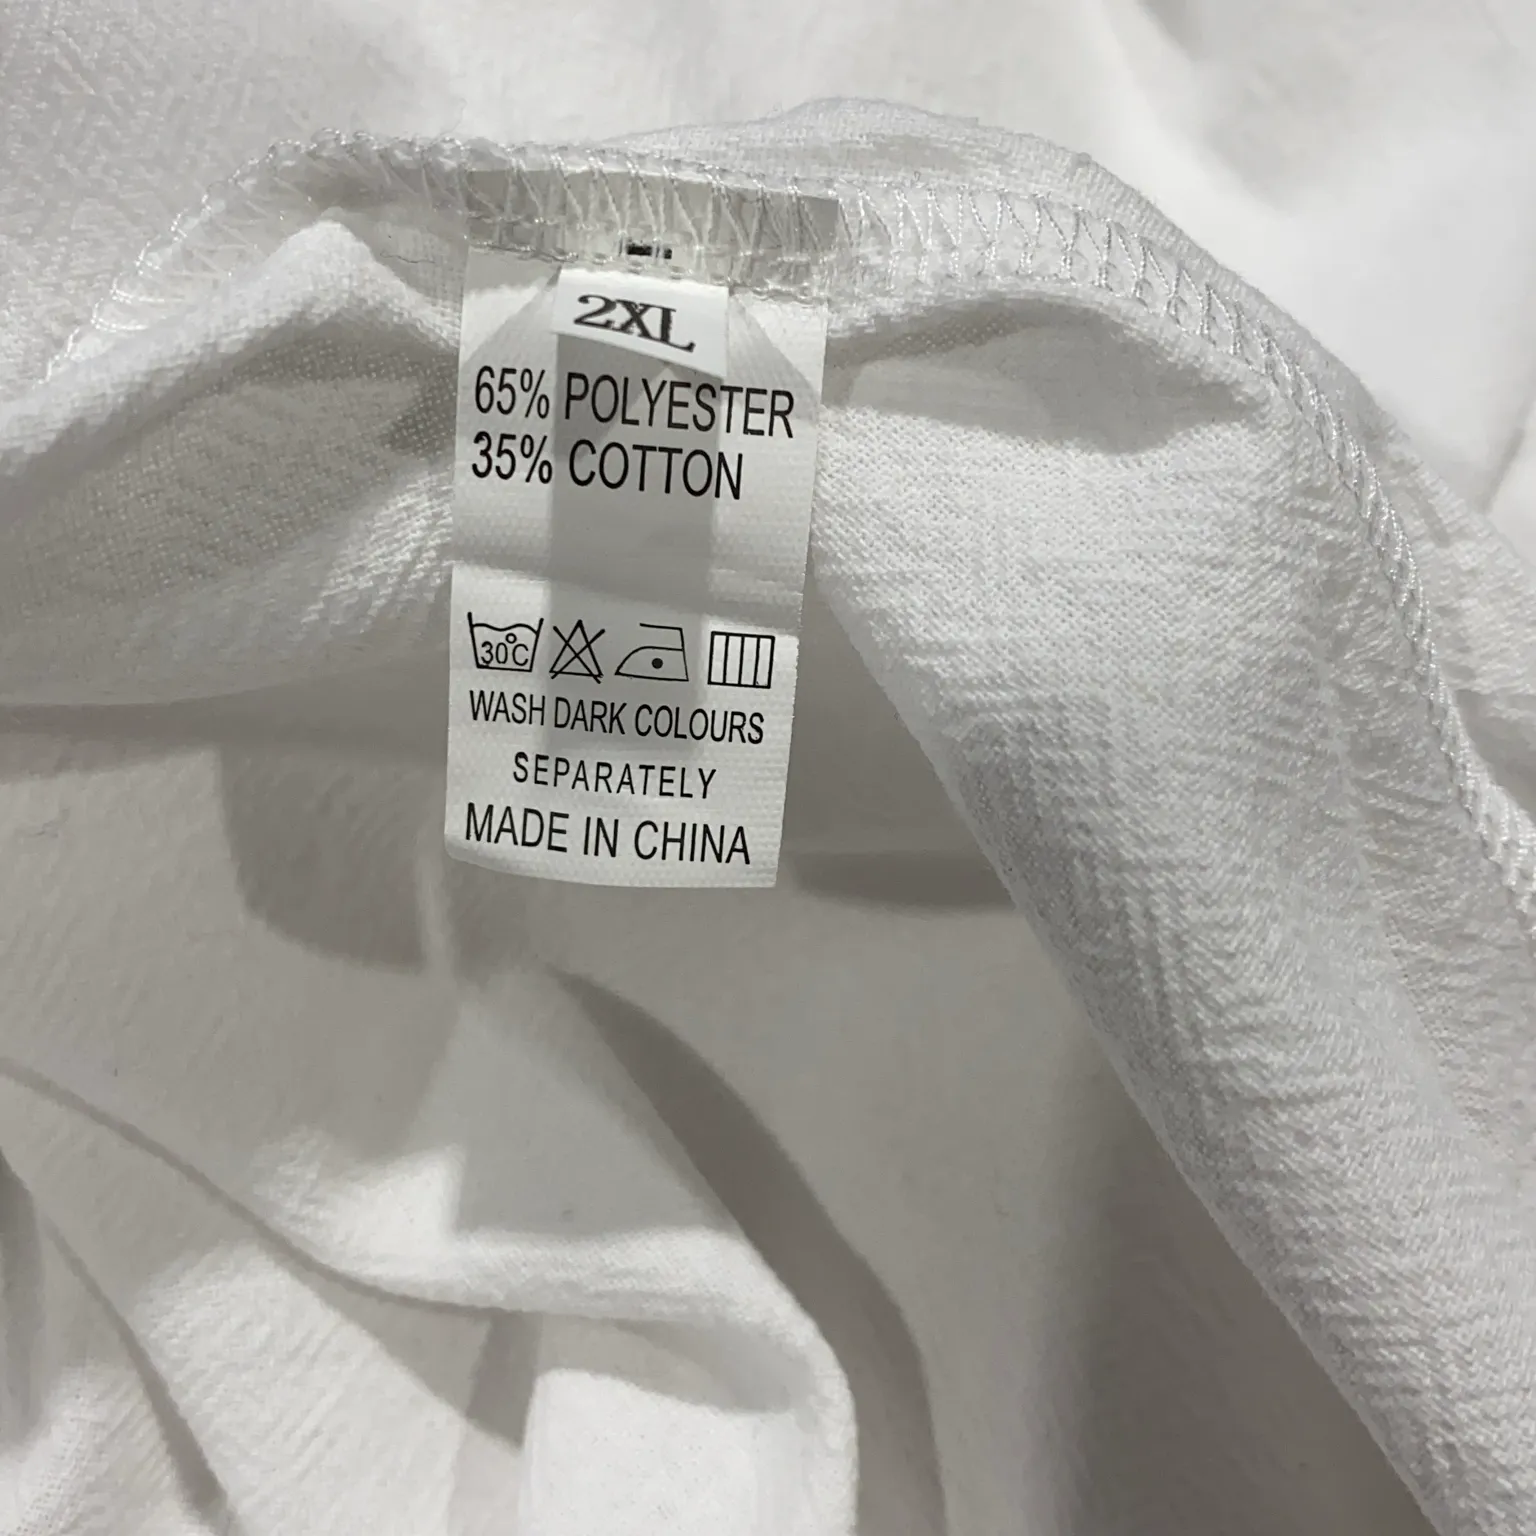 2XL
65% POLYESTER
35% COTTON
30°C
WASH DARK COLOURS
SEPARATELY
MADE IN CHINA